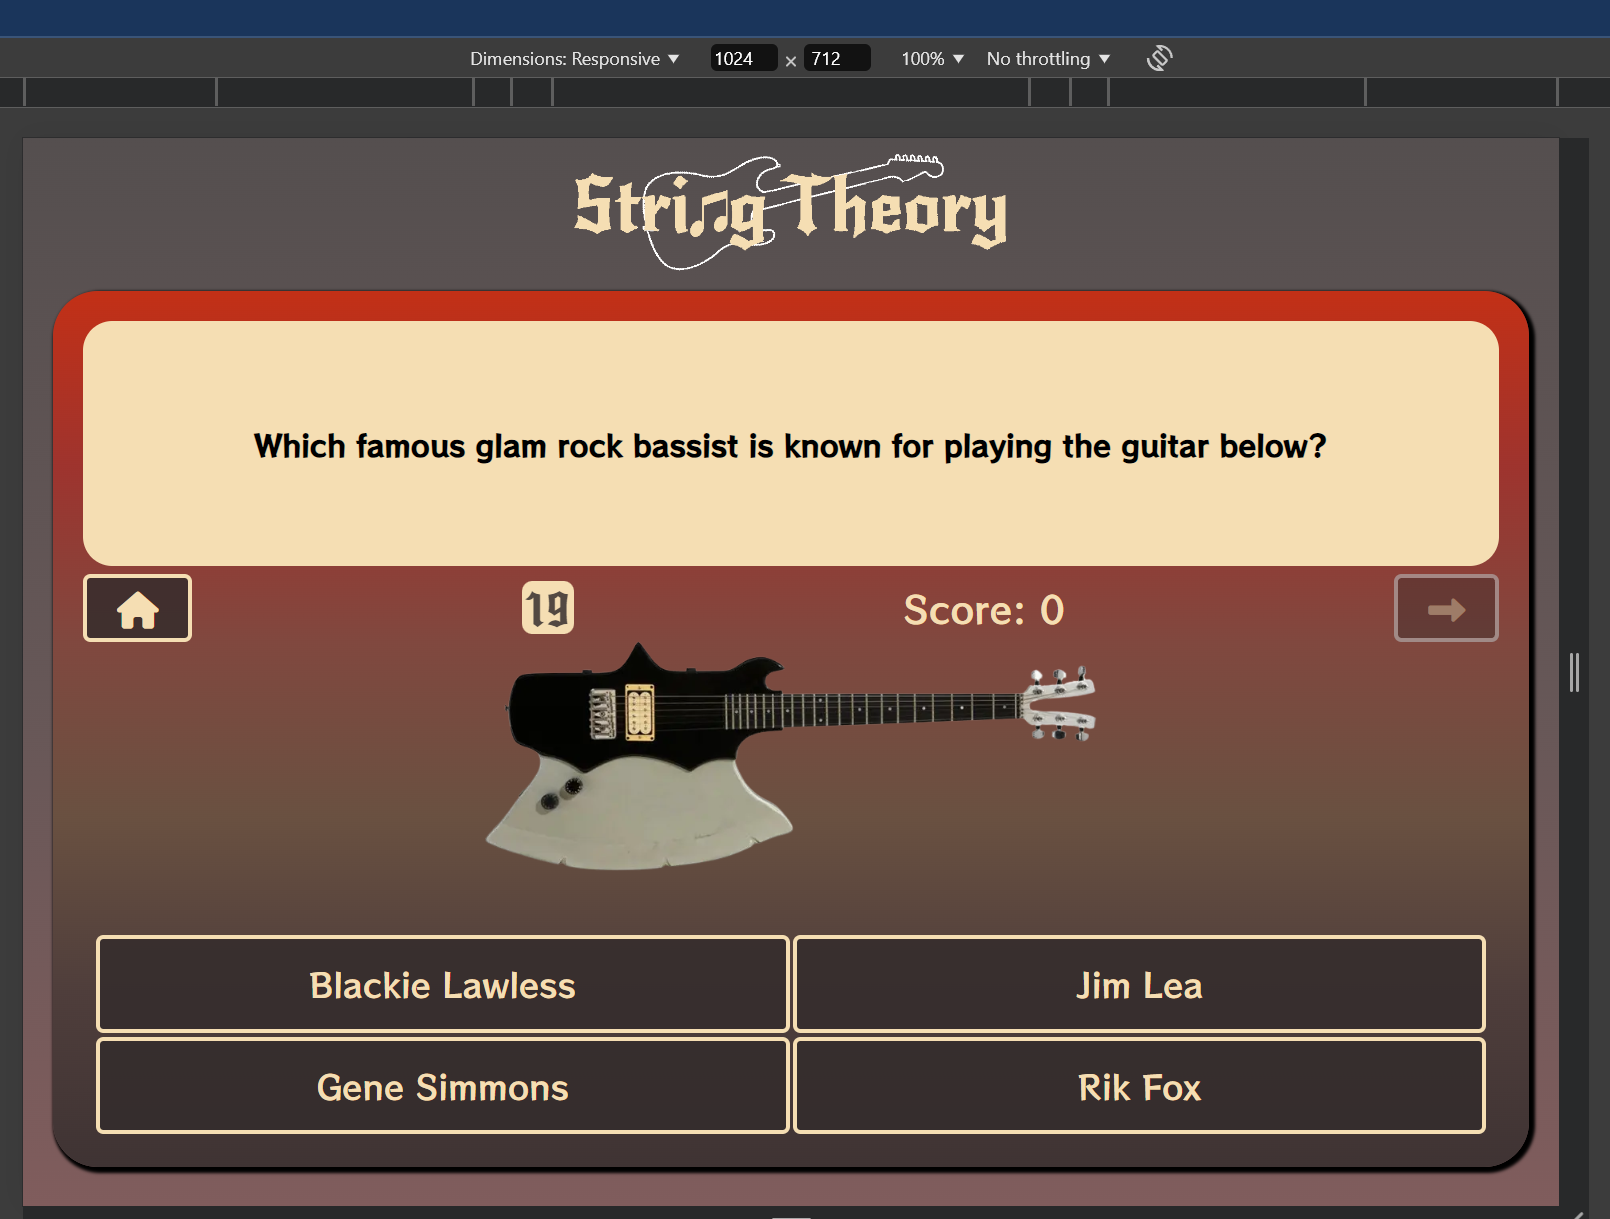 Dimensions: Responsive ▼ 1024 × 712 100% ▼ No throttling ▼
String Theory
Which famous glam rock bassist is known for playing the guitar below?
19 Score: 0
Blackie Lawless Jim Lea
Gene Simmons Rik Fox